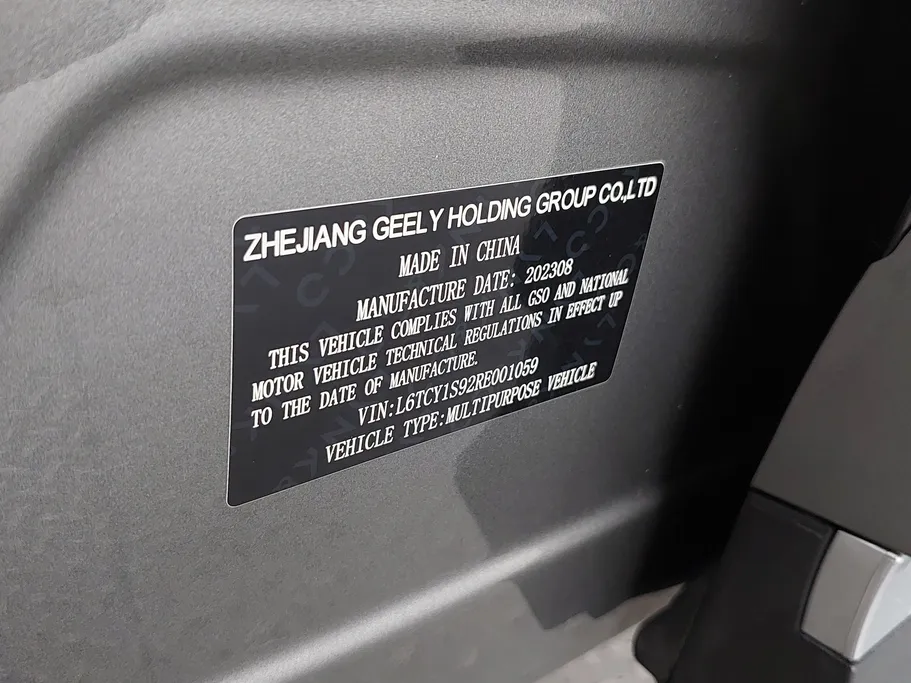 ZHEJIANG GEELY HOLDING GROUP CO.,LTD
MADE IN CHINA
MANUFACTURE DATE: 202308
THIS VEHICLE COMPLIES WITH ALL GSO AND NATIONAL
MOTOR VEHICLE TECHNICAL REGULATIONS IN EFFECT UP
TO THE DATE OF MANUFACTURE.
VIN:L6TCY1S92RE001059
VEHICLE TYPE:MULTIPURPOSE VEHICLE